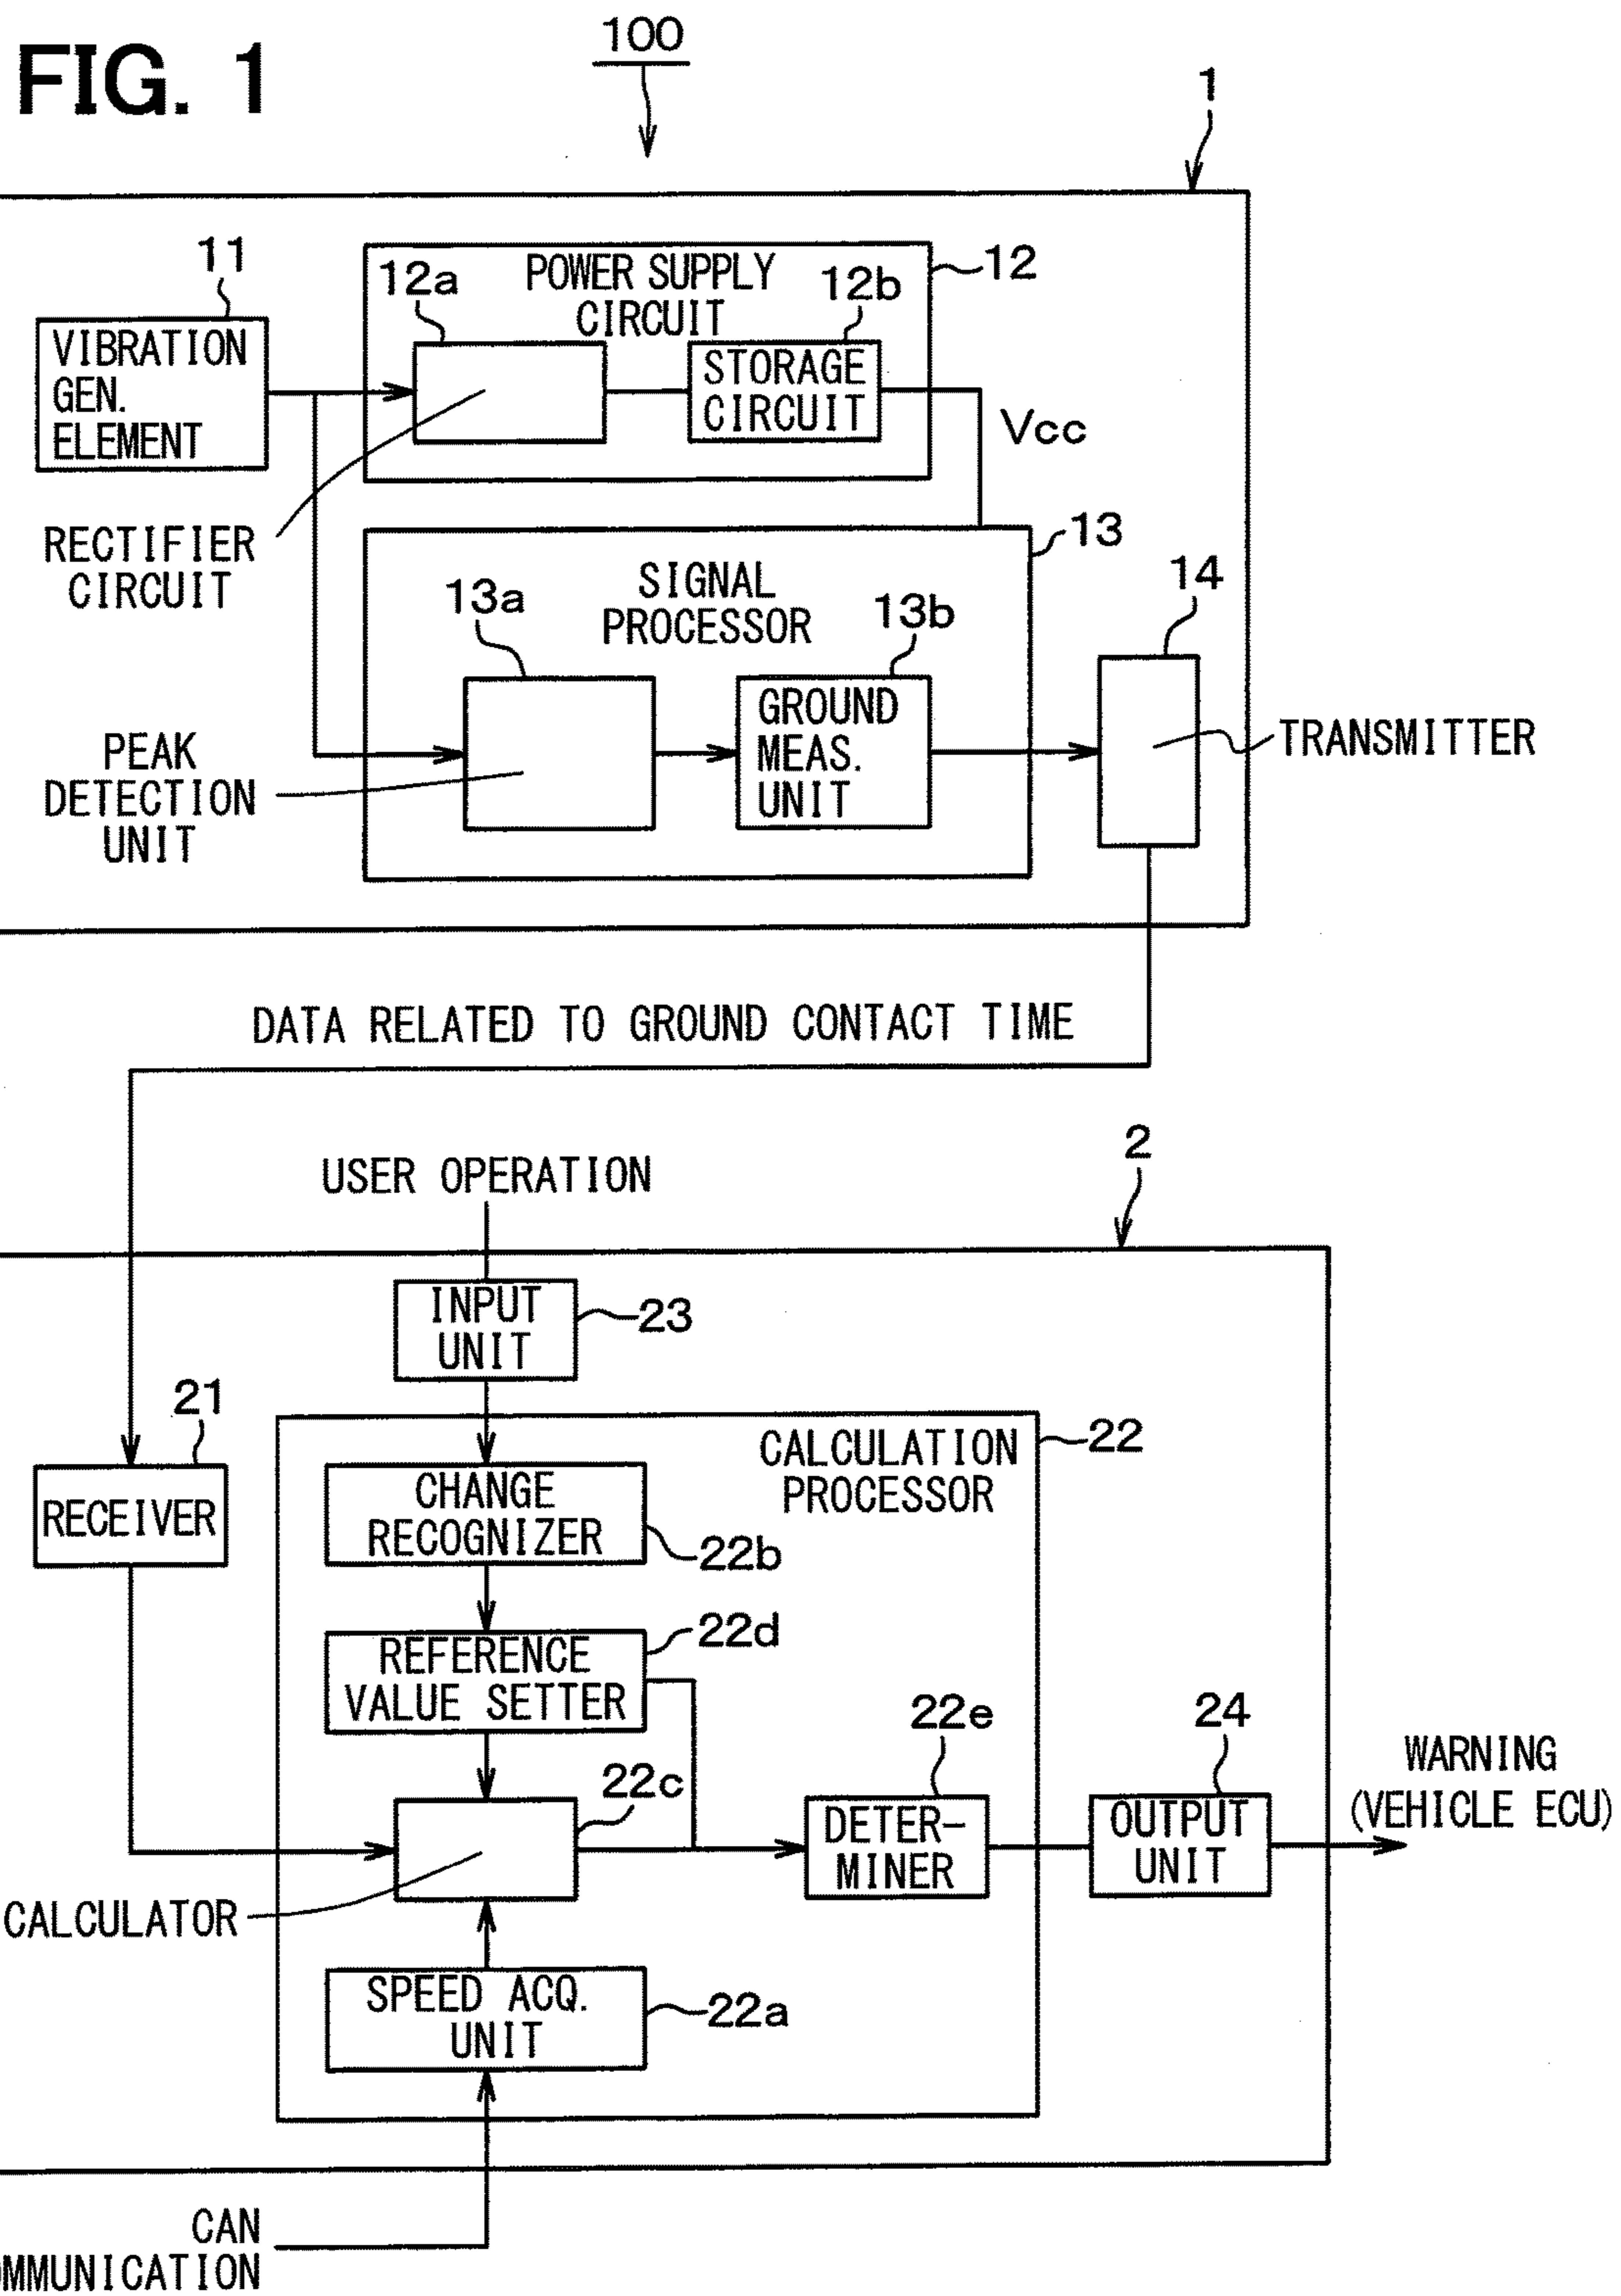 FIG. 1
100
1
11
VIBRATION
GEN.
ELEMENT
12a
POWER SUPPLY
CIRCUIT
12b
12
STORAGE
CIRCUIT
Vcc
RECTIFIER
CIRCUIT
13
SIGNAL
PROCESSOR
13a
13b
14
GROUND
MEAS.
UNIT
PEAK
DETECTION
UNIT
TRANSMITTER
DATA RELATED TO GROUND CONTACT TIME
2
USER OPERATION
INPUT
UNIT
23
21
RECEIVER
CALCULATION
PROCESSOR
22
CHANGE
RECOGNIZER
22b
22d
REFERENCE
VALUE SETTER
22c
22e
DETER-
MINER
24
OUTPUT
UNIT
WARNING
(VEHICLE ECU)
CALCULATOR
SPEED ACQ.
UNIT
22a
CAN
MMUNICATION